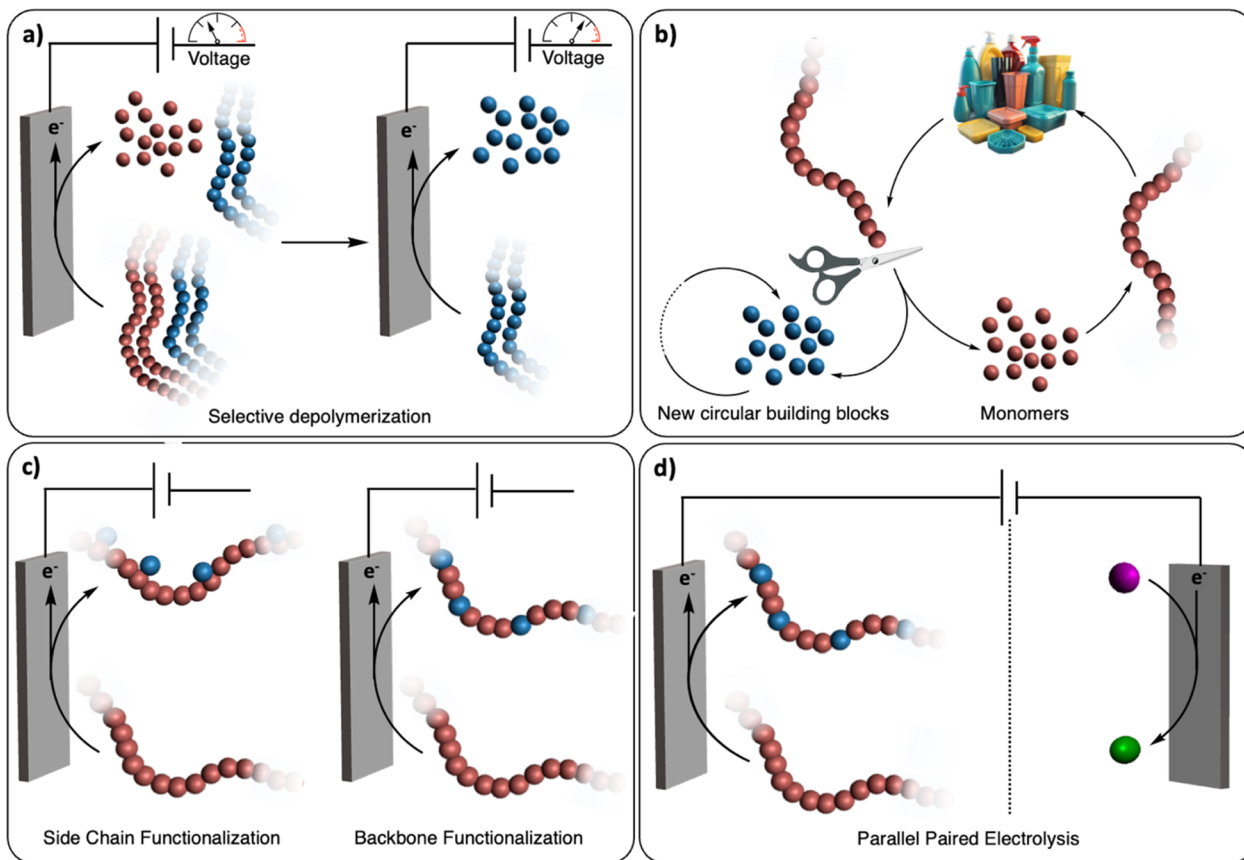 a)
Voltage
Voltage
e-
e-
Selective depolymerization
b)
New circular building blocks
Monomers
c)
e-
e-
Side Chain Functionalization
Backbone Functionalization
d)
e-
e-
Parallel Paired Electrolysis